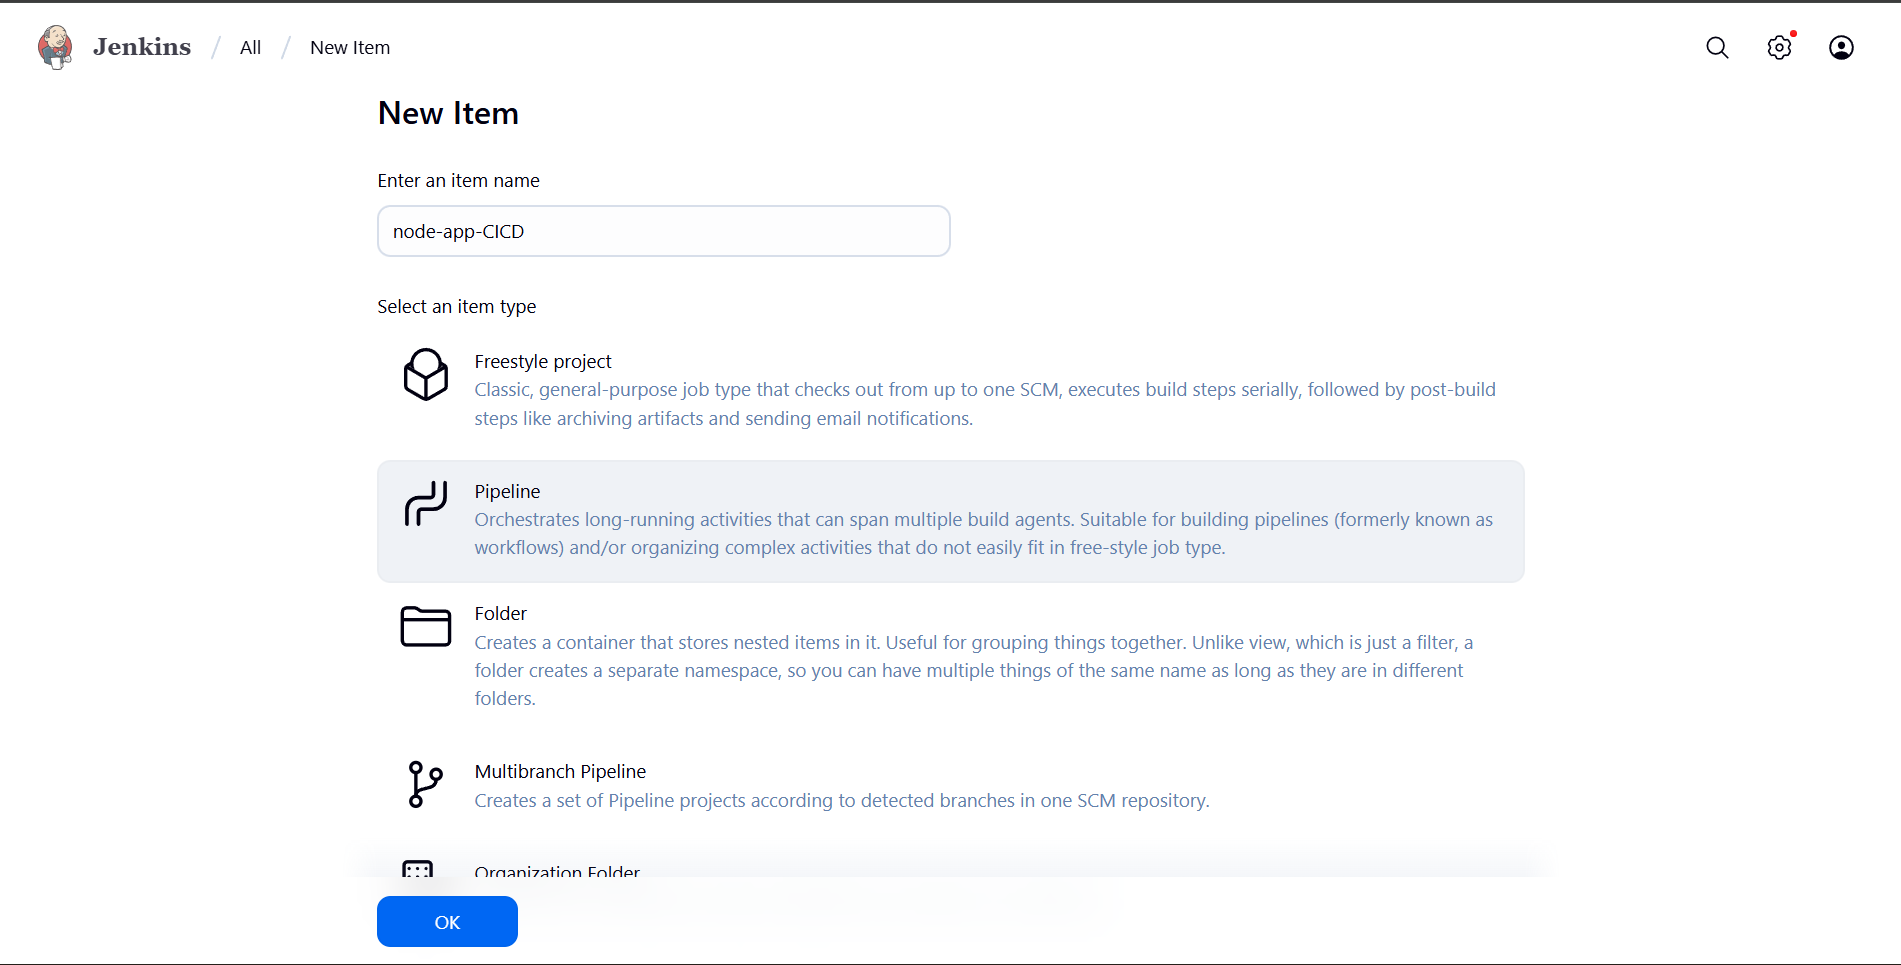 Jenkins / All / New Item
New Item
Enter an item name
node-app-CICD
Select an item type
Freestyle project
Classic, general-purpose job type that checks out from up to one SCM, executes build steps serially, followed by post-build
steps like archiving artifacts and sending email notifications.
Pipeline
Orchestrates long-running activities that can span multiple build agents. Suitable for building pipelines (formerly known as
workflows) and/or organizing complex activities that do not easily fit in free-style job type.
Folder
Creates a container that stores nested items in it. Useful for grouping things together. Unlike view, which is just a filter, a
folder creates a separate namespace, so you can have multiple things of the same name as long as they are in different
folders.
Multibranch Pipeline
Creates a set of Pipeline projects according to detected branches in one SCM repository.
Organization Folder
OK